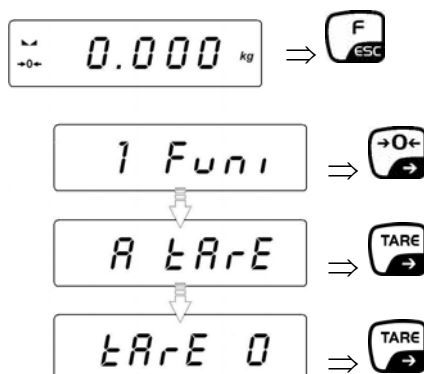 0.000 kg
→0←
F
ESC
1 Funi
→0←
A tArE
TARE
tArE 0
TARE